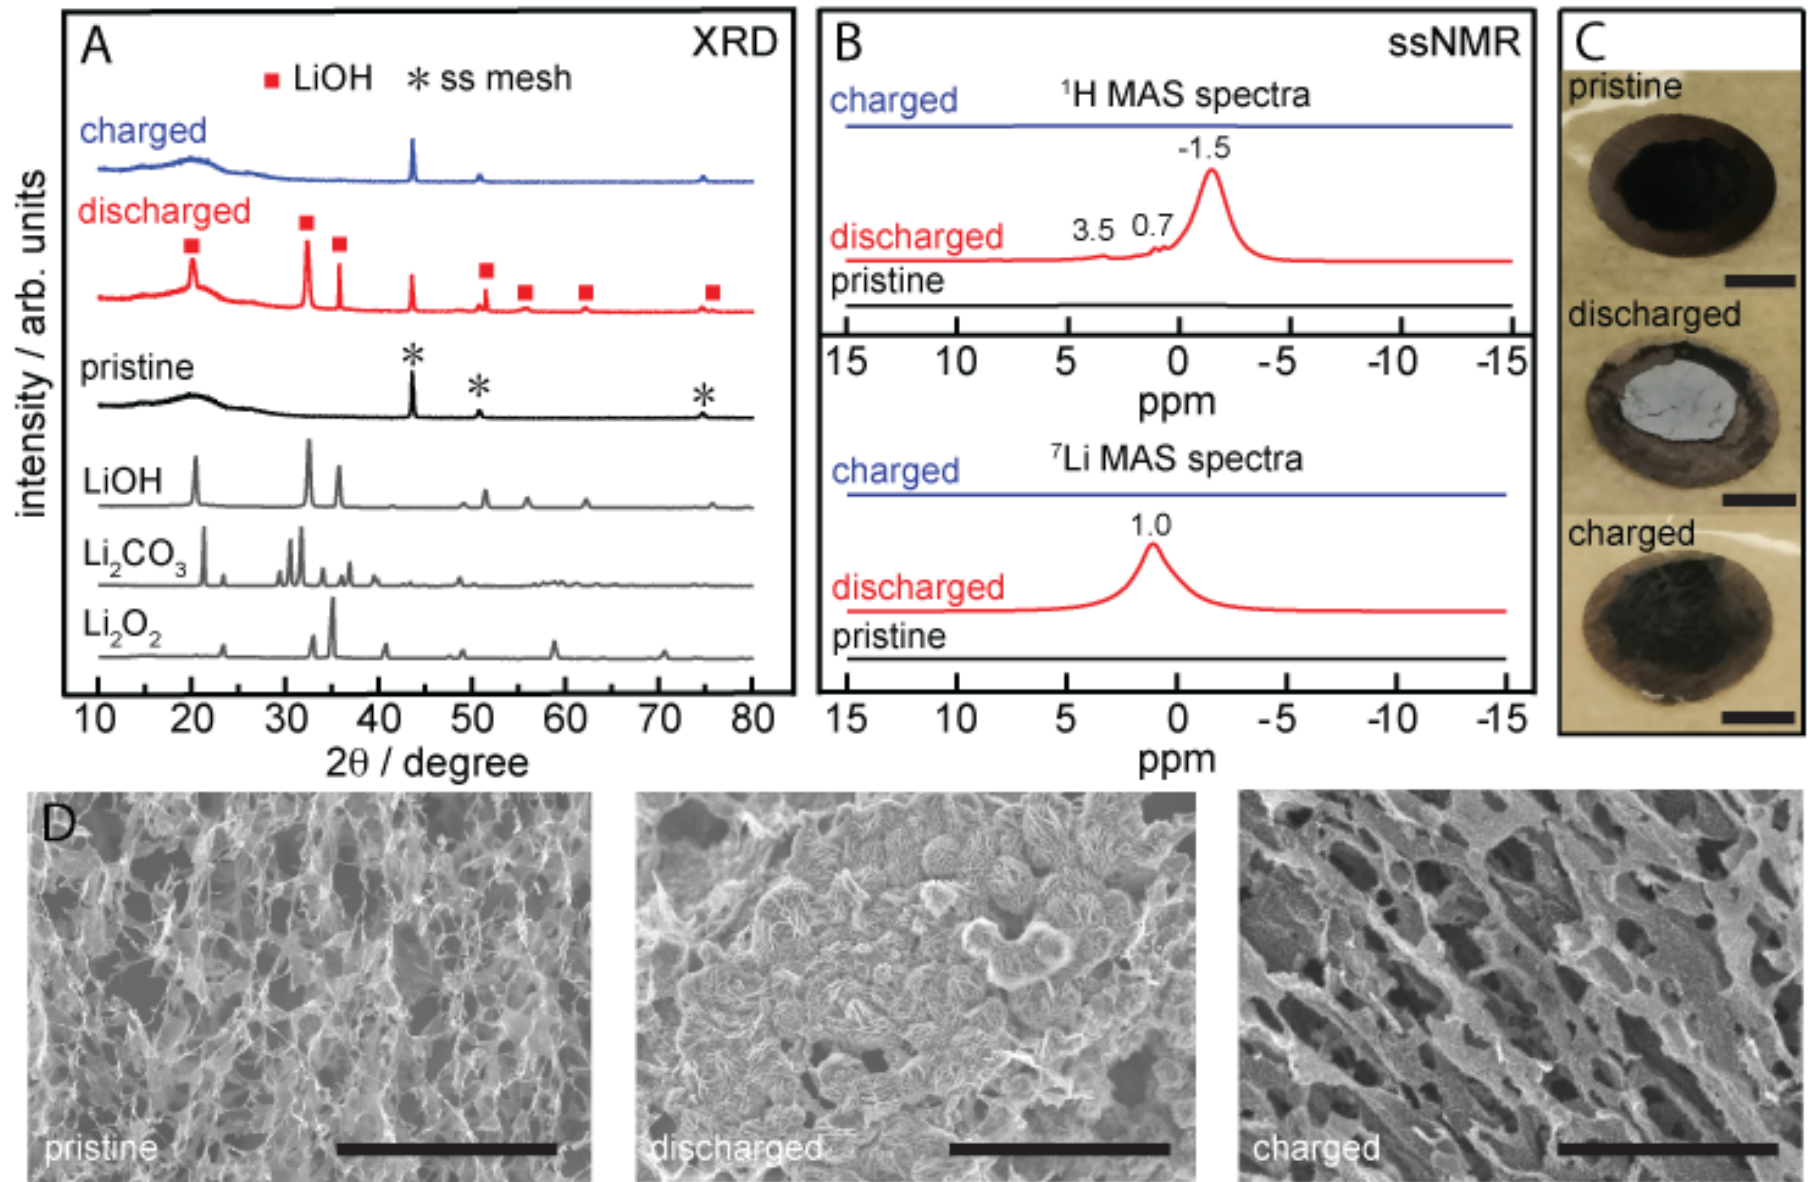 A
XRD
■ LiOH * ss mesh
charged
discharged
pristine
* * *
LiOH
Li₂CO₃
Li₂O₂
intensity / arb. units
10 20 30 40 50 60 70 80
2θ / degree
B
ssNMR
charged
¹H MAS spectra
-1.5
3.5 0.7
discharged
pristine
15 10 5 0 -5 -10 -15
ppm
charged
⁷Li MAS spectra
1.0
discharged
pristine
15 10 5 0 -5 -10 -15
ppm
C
pristine
discharged
charged
D
pristine
discharged
charged